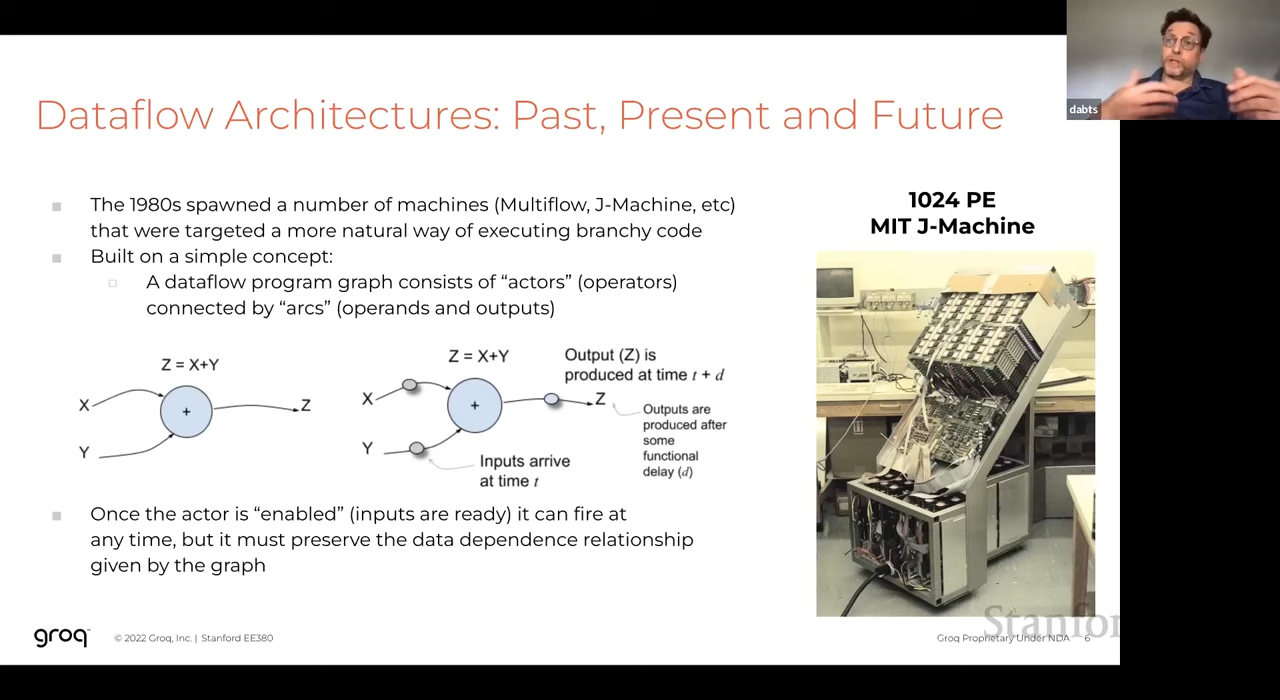 dabts
Dataflow Architectures: Past, Present and Future
The 1980s spawned a number of machines (Multiflow, J-Machine, etc)
that were targeted a more natural way of executing branchy code
Built on a simple concept:
A dataflow program graph consists of “actors” (operators)
connected by “arcs” (operands and outputs)
1024 PE
MIT J-Machine
Z = X+Y
X
+
Z
Y
Z = X+Y
Output (Z) is
produced at time t + d
X
+
Z
Y
Outputs are
produced after
some
functional
delay (d)
Inputs arrive
at time t
Once the actor is “enabled” (inputs are ready) it can fire at
any time, but it must preserve the data dependence relationship
given by the graph
groq
© 2022 Groq, Inc. | Stanford EE380
Stanfor
Groq Proprietary Under NDA
6